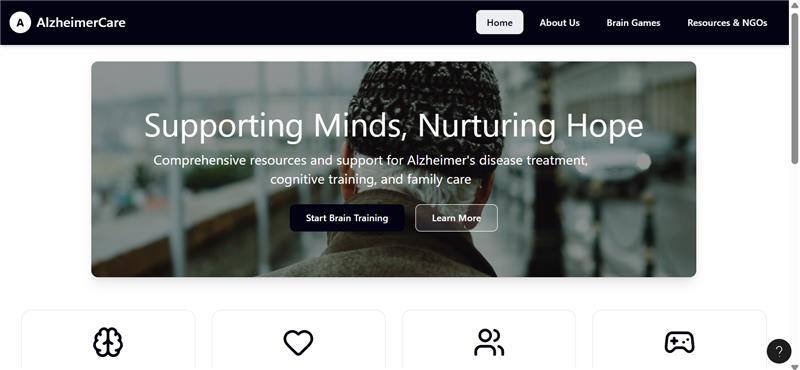 A AlzheimerCare
Home About Us Brain Games Resources & NGOs
Supporting Minds, Nurturing Hope
Comprehensive resources and support for Alzheimer's disease treatment,
cognitive training, and family care
Start Brain Training Learn More
?